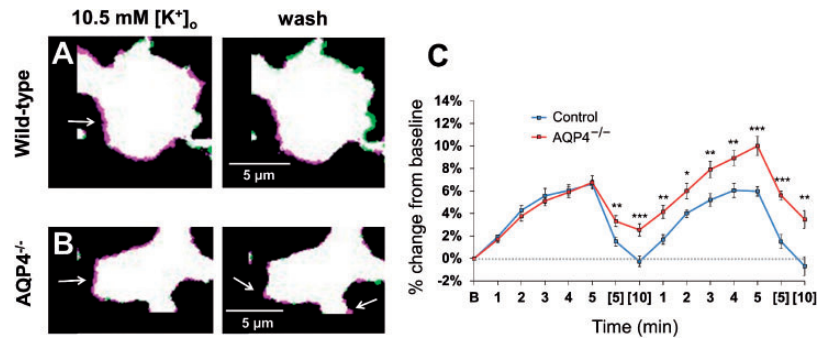 10.5 mM [K⁺]ₒ
wash
A
Wild-type
5 µm
B
AQP4⁻/⁻
5 µm
C
Control
AQP4⁻/⁻
% change from baseline
14%
12%
10%
8%
6%
4%
2%
0%
-2%
** *** ** * ** ** *** *** **
B 1 2 3 4 5 [5] [10] 1 2 3 4 5 [5] [10]
Time (min)